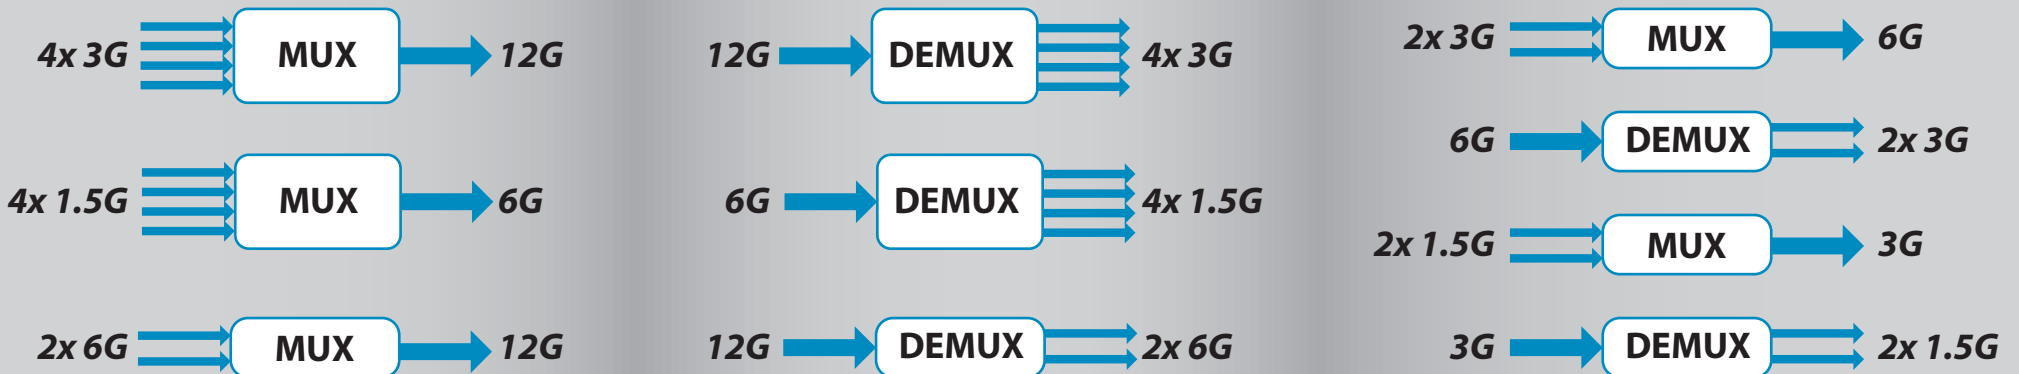 4x 3G MUX 12G
4x 1.5G MUX 6G
2x 6G MUX 12G
12G DEMUX 4x 3G
6G DEMUX 4x 1.5G
12G DEMUX 2x 6G
2x 3G MUX 6G
6G DEMUX 2x 3G
2x 1.5G MUX 3G
3G DEMUX 2x 1.5G